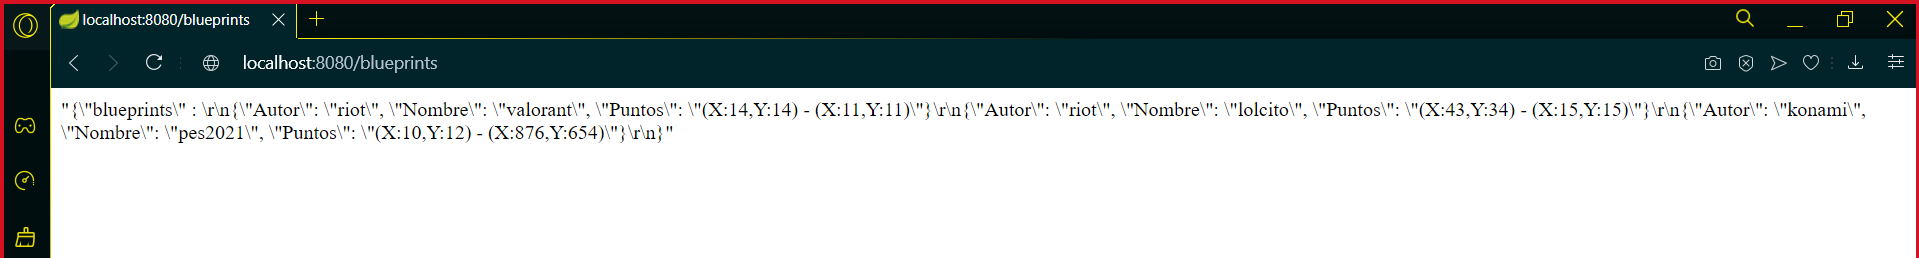 localhost:8080/blueprints
localhost:8080/blueprints
"{\"blueprints\" : \r\n{\"Autor\": \"riot\", \"Nombre\": \"valorant\", \"Puntos\": \"(X:14,Y:14) - (X:11,Y:11)\"}\r\n{\"Autor\": \"riot\", \"Nombre\": \"lolcito\", \"Puntos\": \"(X:43,Y:34) - (X:15,Y:15)\"}\r\n{\"Autor\": \"konami\",
\"Nombre\": \"pes2021\", \"Puntos\": \"(X:10,Y:12) - (X:876,Y:654)\"}\r\n}"